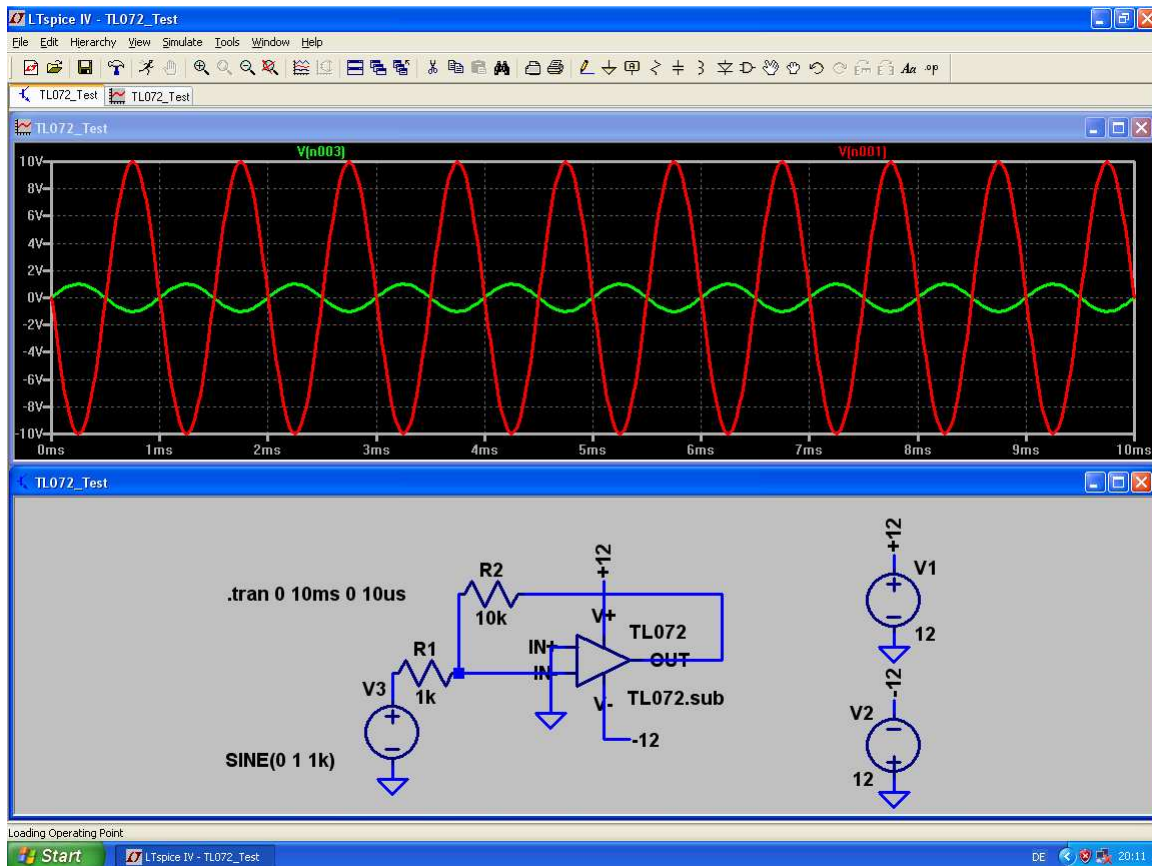 LTspice IV - TL072_Test
File Edit Hierarchy View Simulate Tools Window Help
Aa .op
TL072_Test TL072_Test
TL072_Test
V(n003) V(n001)
10V
8V
6V
4V
2V
0V
-2V
-4V
-6V
-8V
-10V
0ms 1ms 2ms 3ms 4ms 5ms 6ms 7ms 8ms 9ms 10ms
TL072_Test
.tran 0 10ms 0 10us
R2
10k
+12
V+
TL072
IN+
OUT
IN-
R1
1k
V3
V-
TL072.sub
-12
SINE(0 1 1k)
+12
V1
12
-12
V2
12
Loading Operating Point
Start LTspice IV - TL072_Test DE 20:11